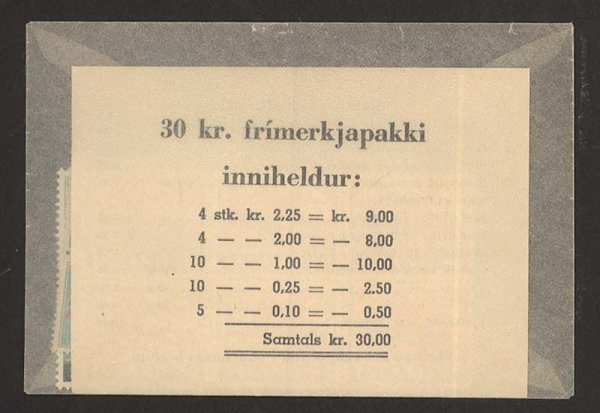 30 kr. frímerkjapakki
inniheldur:
4 stk. kr. 2,25 = kr. 9,00
4 — — 2,00 = — 8,00
10 — — 1,00 = — 10,00
10 — — 0,25 = — 2.50
5 — — 0,10 = — 0,50
Samtals kr. 30,00